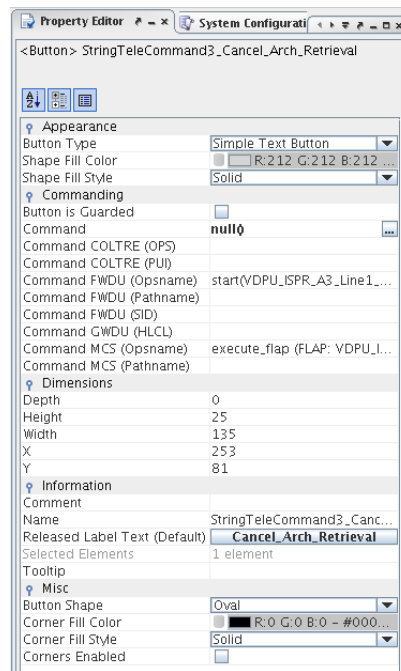 Property Editor
System Configurati
<Button> StringTeleCommand3_Cancel_Arch_Retrieval
Appearance
Button Type Simple Text Button
Shape Fill Color R:212 G:212 B:212 ...
Shape Fill Style Solid
Commanding
Button is Guarded
Command null() ...
Command COLTRE (OPS)
Command COLTRE (PUI)
Command FWDU (Opsname) start(VDPU_ISPR_A3_Line1_...
Command FWDU (Pathname)
Command FWDU (SID)
Command GWDU (HLCL)
Command MCS (Opsname) execute_flap (FLAP: VDPU_I...
Command MCS (Pathname)
Dimensions
Depth 0
Height 25
Width 135
X 253
Y 81
Information
Comment
Name StringTeleCommand3_Canc...
Released Label Text (Default) Cancel_Arch_Retrieval
Selected Elements 1 element
Tooltip
Misc
Button Shape Oval
Corner Fill Color R:0 G:0 B:0 - #000...
Corner Fill Style Solid
Corners Enabled